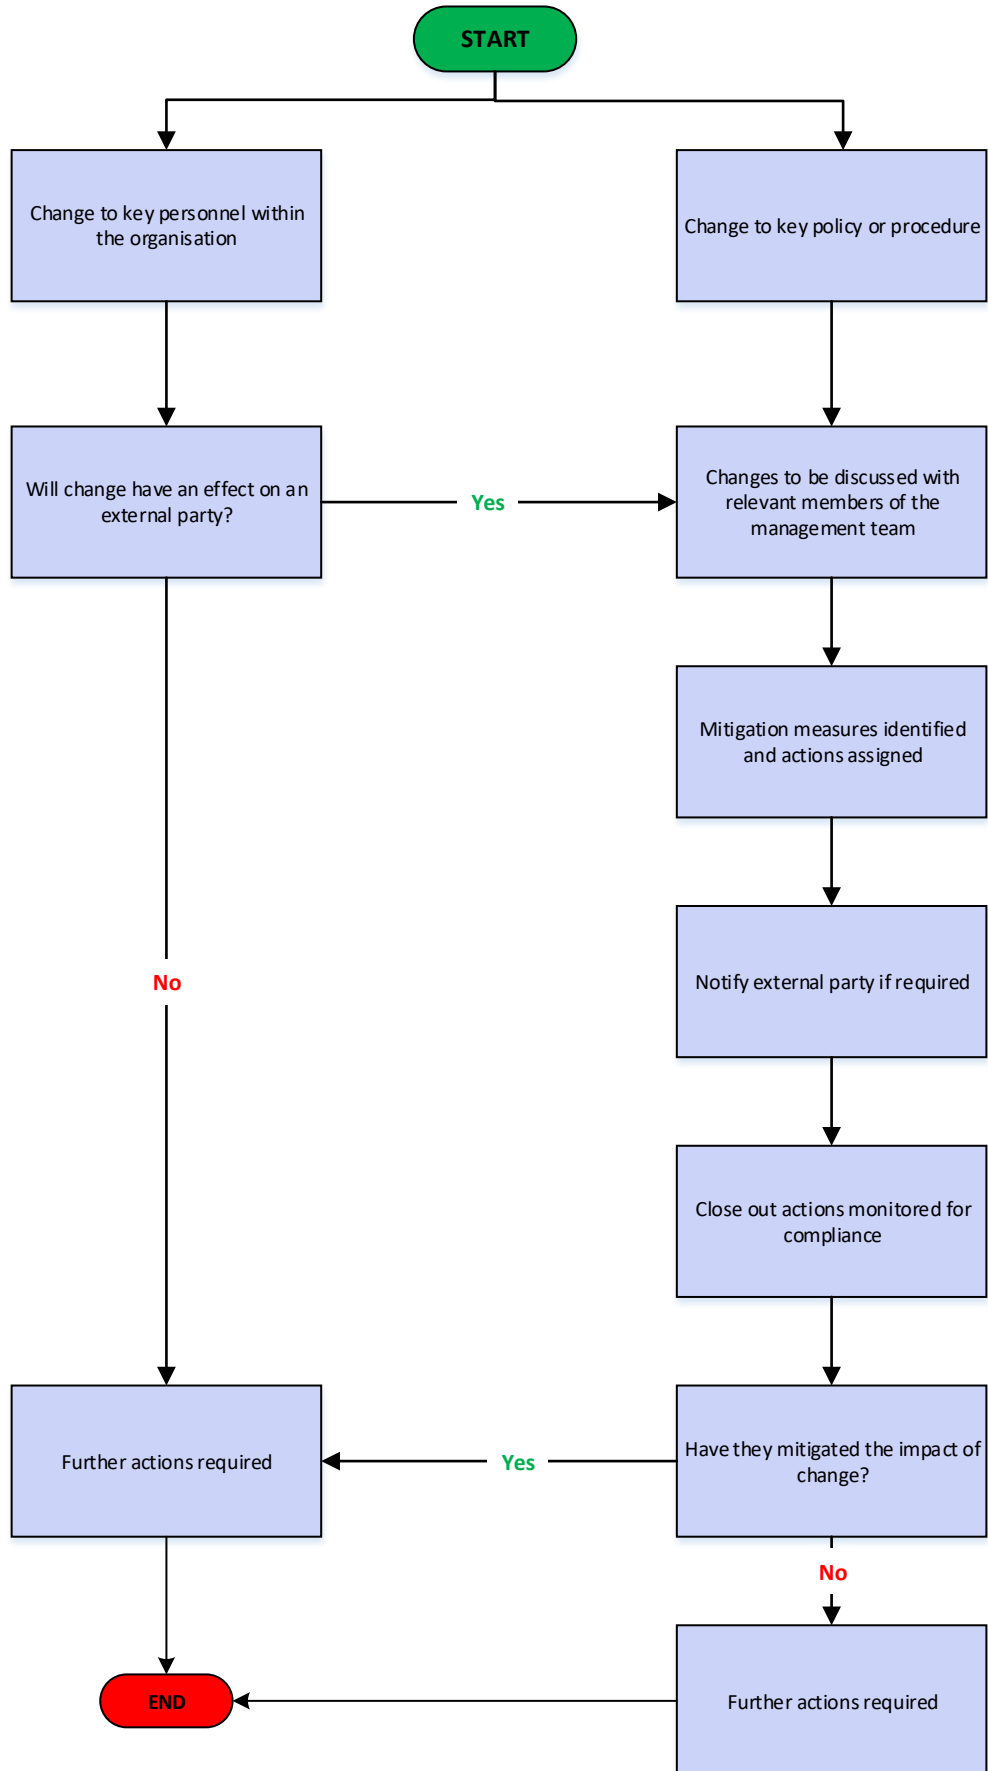 START
Change to key personnel within
the organisation
Change to key policy or procedure
Will change have an effect on an
external party?
Yes
Changes to be discussed with
relevant members of the
management team
Mitigation measures identified
and actions assigned
No
Notify external party if required
Close out actions monitored for
compliance
Further actions required
Yes
Have they mitigated the impact of
change?
No
END
Further actions required